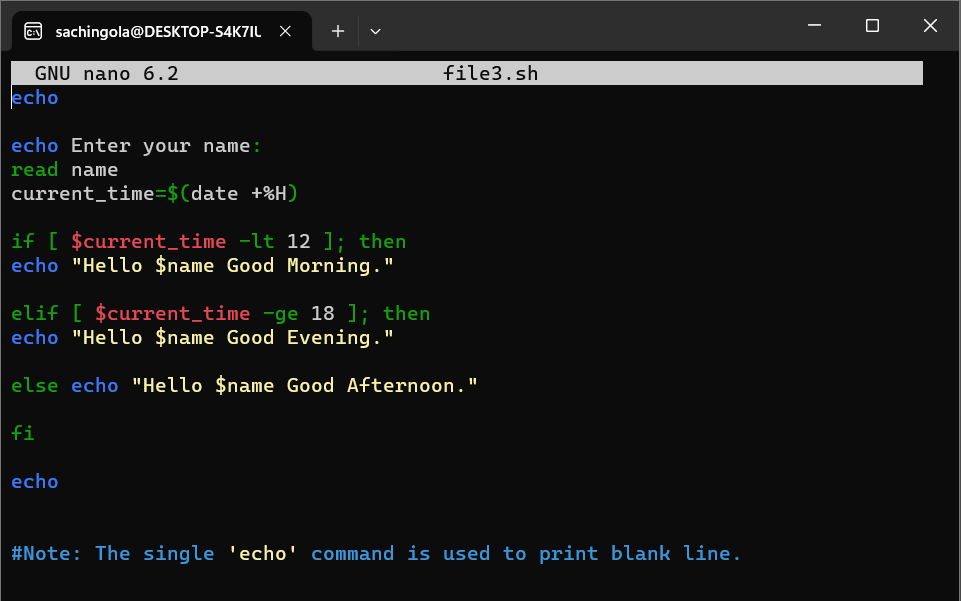 sachingola@DESKTOP-S4K7IU
GNU nano 6.2 file3.sh
echo
echo Enter your name:
read name
current_time=$(date +%H)
if [ $current_time -lt 12 ]; then
echo "Hello $name Good Morning."
elif [ $current_time -ge 18 ]; then
echo "Hello $name Good Evening."
else echo "Hello $name Good Afternoon."
fi
echo
#Note: The single 'echo' command is used to print blank line.